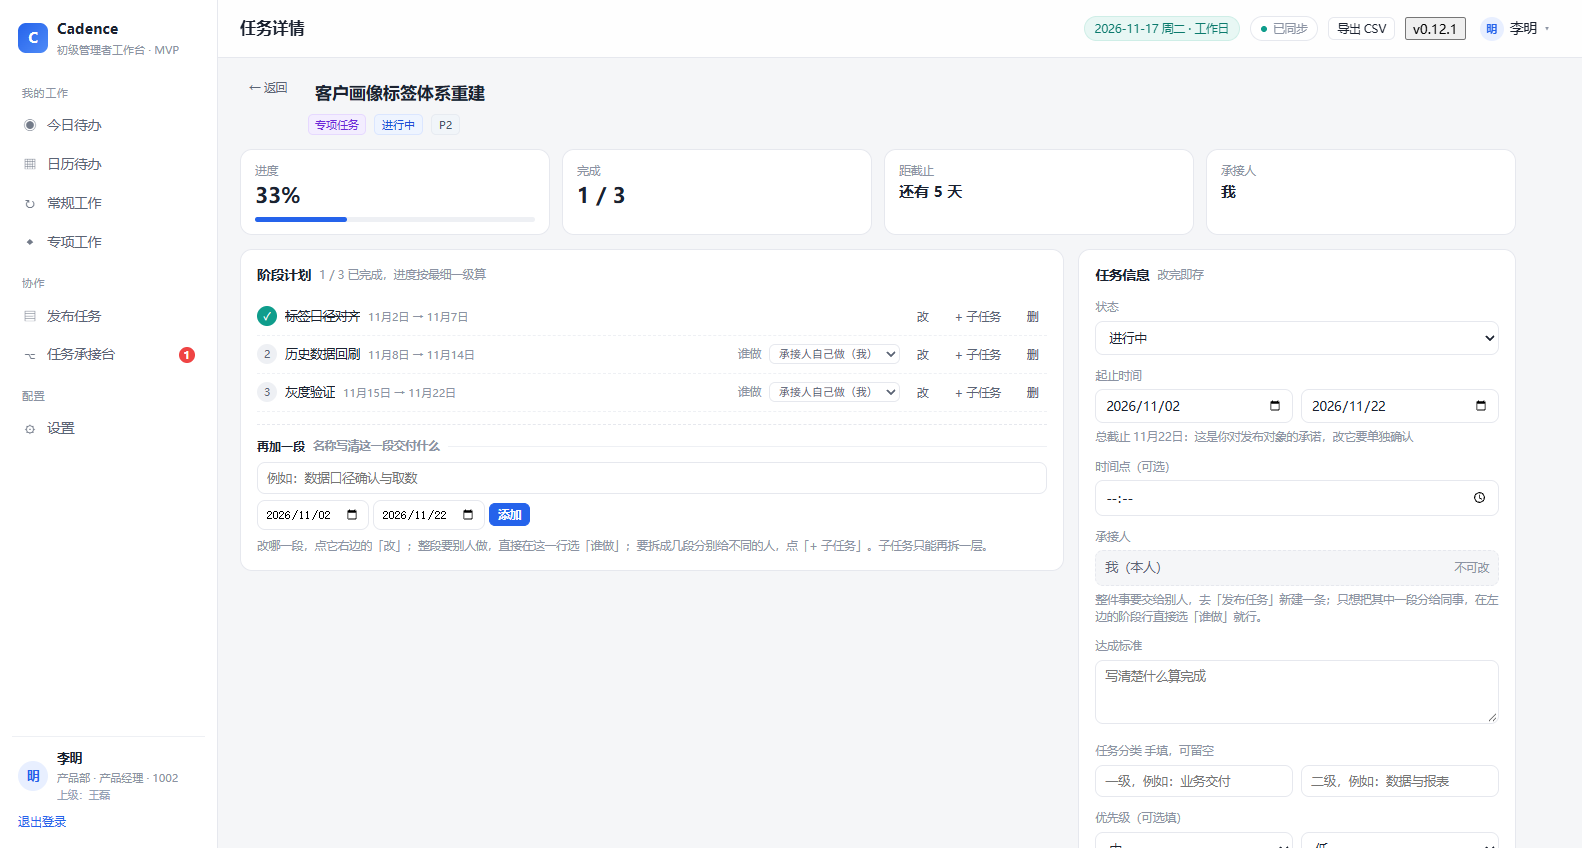 C
Cadence
初级管理者工作台 · MVP
我的工作
今日待办
日历待办
常规工作
专项工作
协作
发布任务
任务承接台
1
配置
设置
明
李明
产品部 · 产品经理 · 1002
上级：王磊
退出登录
任务详情
2026-11-17 周二 · 工作日
已同步
导出 CSV
v0.12.1
明
李明
← 返回
客户画像标签体系重建
专项任务
进行中
P2
进度
33%
完成
1 / 3
距截止
还有 5 天
承接人
我
阶段计划 1 / 3 已完成，进度按最细一级算
✓ 标签口径对齐 11月2日 → 11月7日 改 + 子任务 删
2 历史数据回刷 11月8日 → 11月14日 谁做 承接人自己做（我） 改 + 子任务 删
3 灰度验证 11月15日 → 11月22日 谁做 承接人自己做（我） 改 + 子任务 删
再加一段 名称写清这一段交付什么
例如：数据口径确认与取数
2026/11/02 2026/11/22 添加
改哪一段，点它右边的「改」；整段要别人做，直接在这一行选「谁做」；要拆成几段分别给不同的人，点「+ 子任务」。子任务只能再拆一层。
任务信息 改完即存
状态
进行中
起止时间
2026/11/02 2026/11/22
总截止 11月22日：这是你对发布对象的承诺，改它要单独确认
时间点（可选）
--:--
承接人
我（本人） 不可改
整件事要交给别人，去「发布任务」新建一条；只想把其中一段分给同事，在左
边的阶段行直接选「谁做」就行。
达成标准
写清楚什么算完成
任务分类 手填，可留空
一级，例如：业务交付 二级，例如：数据与报表
优先级（可选填）
中 低